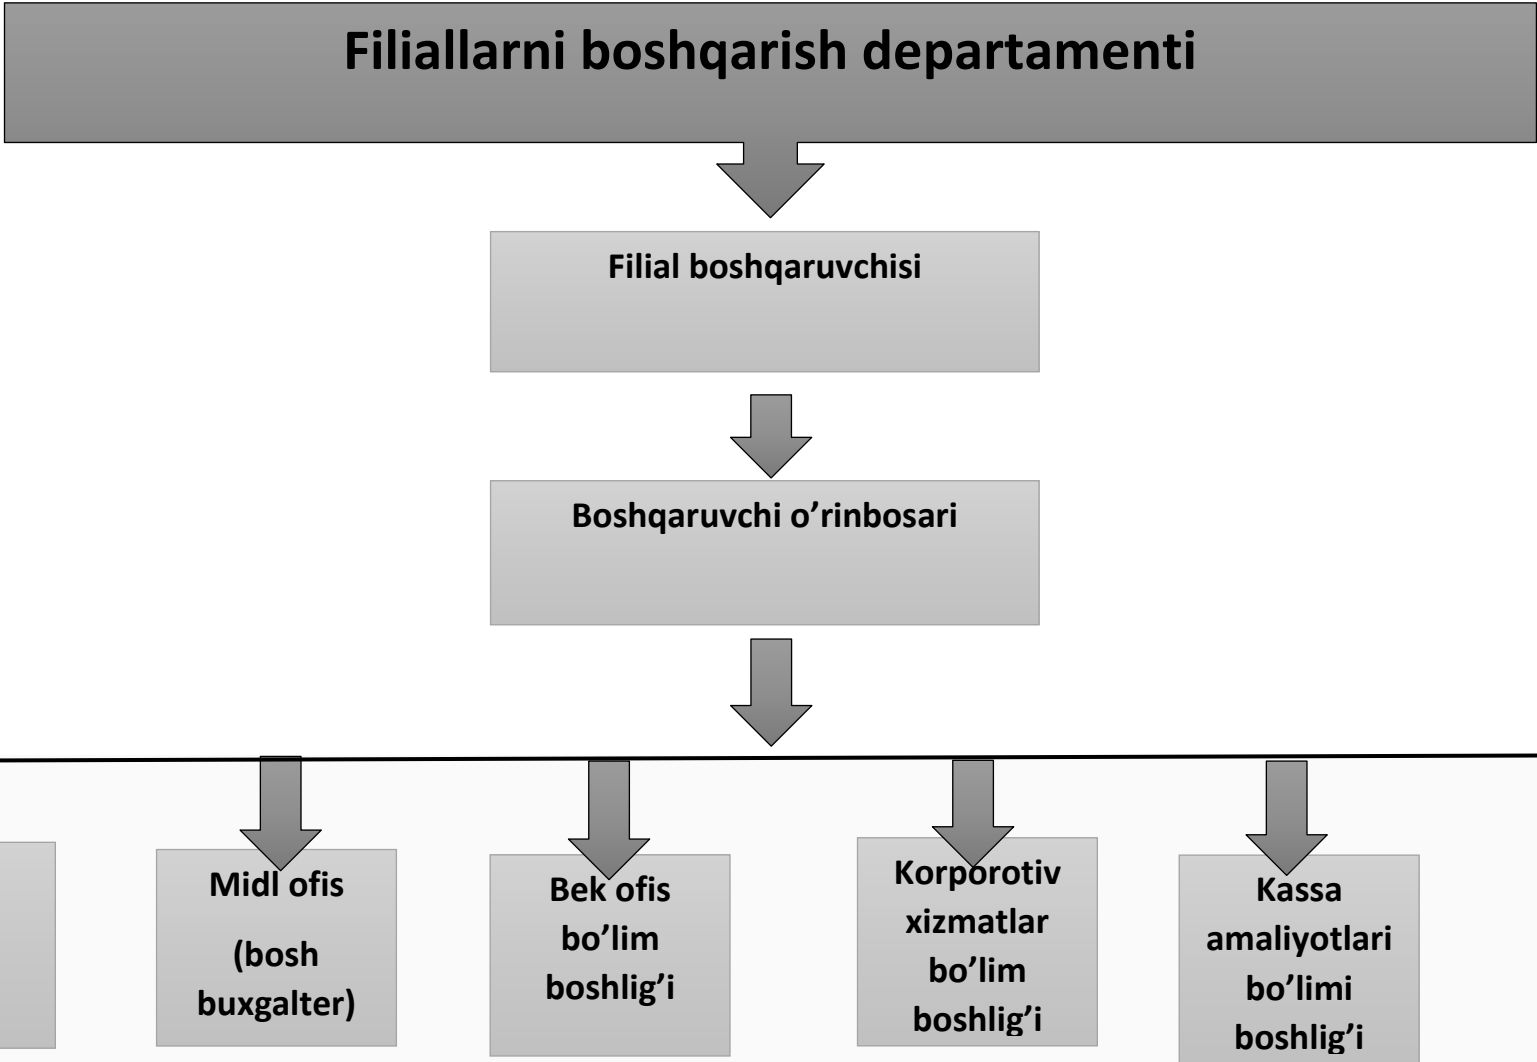 Filiallarni boshqarish departamenti
Filial boshqaruvchisi
Boshqaruvchi o’rinbosari
Midl ofis
(bosh
buxgalter)
Bek ofis
bo’lim
boshlig’i
Korporotiv
xizmatlar
bo’lim
boshlig’i
Kassa
amaliyotlari
bo’limi
boshlig’i